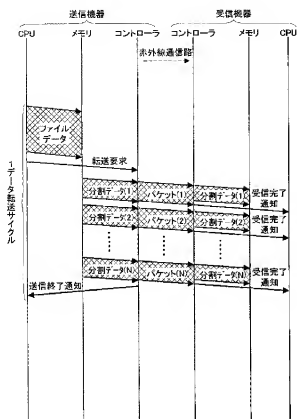 送信機器
受信機器
CPU
メモリ
コントローラ
コントローラ
メモリ
CPU
赤外線通信路
ファイル
データ
転送要求
1データ転送サイクル
分割データ(1)
パケット(1)
分割データ(1)
受信完了
通知
分割データ(2)
パケット(2)
分割データ(2)
受信完了
通知
分割データ(N)
パケット(N)
分割データ(N)
受信完了
通知
送信終了通知